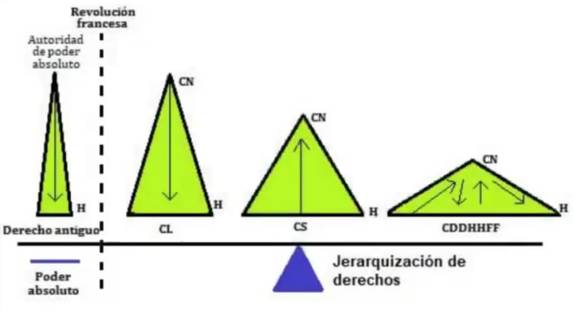 Revolución
francesa
Autoridad
de poder
absoluto
CN
CN
CN
H
H
H
H
Derecho antiguo
CL
CS
CDDHHFF
Poder
absoluto
Jerarquización de
derechos